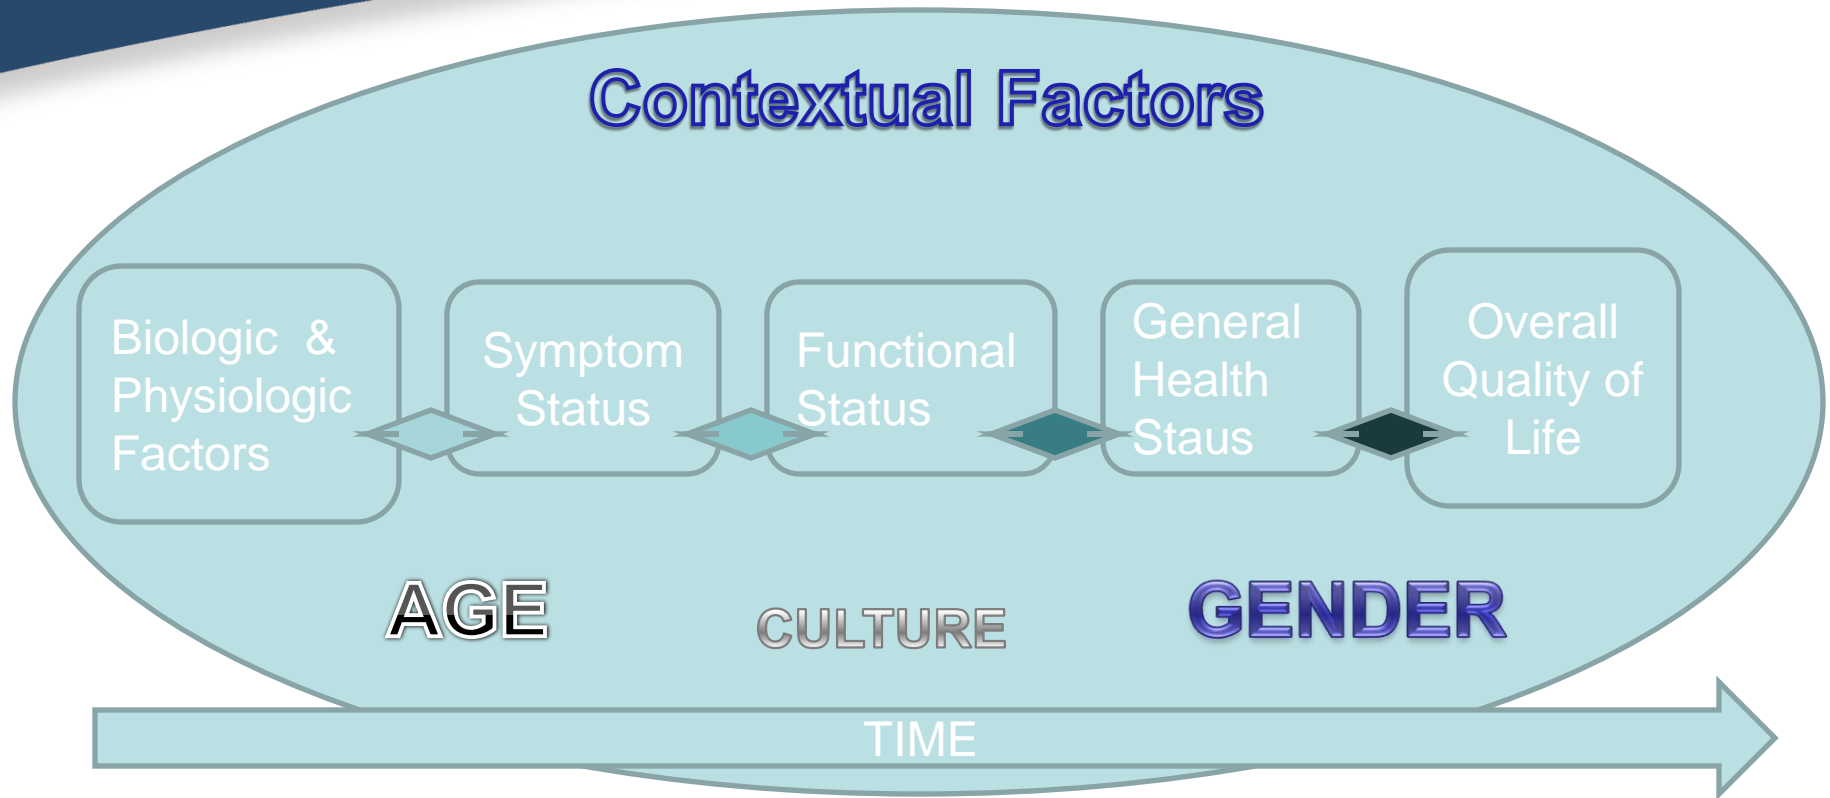 Contextual Factors
Biologic &
Physiologic
Factors
Symptom
Status
Functional
Status
General
Health
Staus
Overall
Quality of
Life
AGE
CULTURE
GENDER
TIME